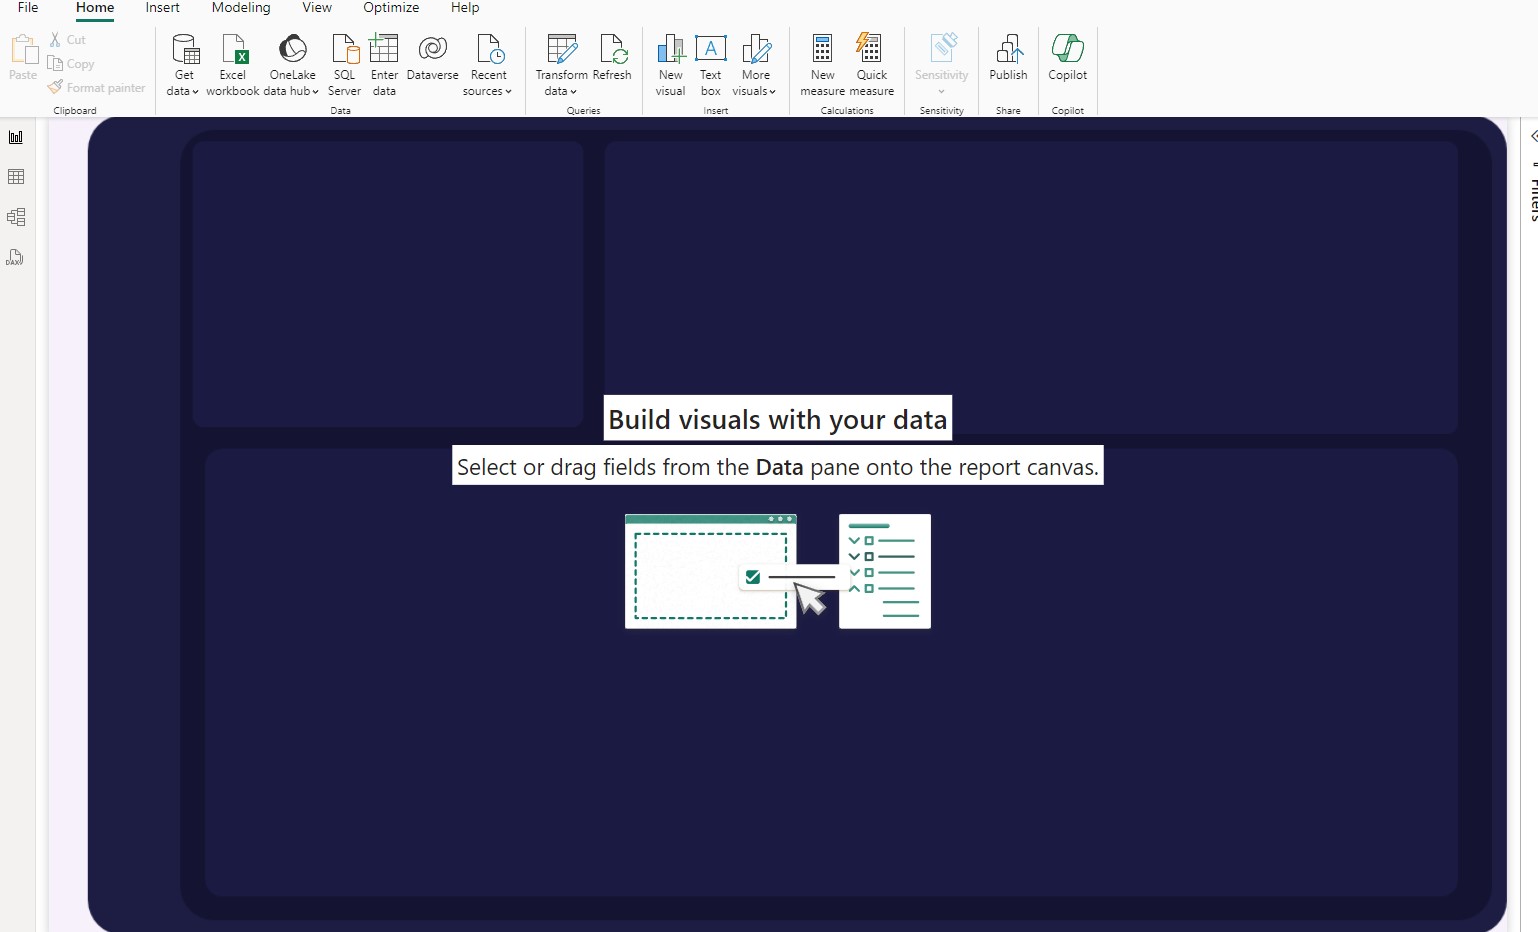 File Home Insert Modeling View Optimize Help
Paste
Cut
Copy
Format painter
Clipboard
Get data
Excel workbook
OneLake data hub
SQL Server
Enter data
Dataverse
Recent sources
Data
Transform data
Refresh
Queries
New visual
Text box
More visuals
Insert
New measure
Quick measure
Calculations
Sensitivity
Sensitivity
Publish
Share
Copilot
Copilot
DAX
Filters
Build visuals with your data
Select or drag fields from the Data pane onto the report canvas.